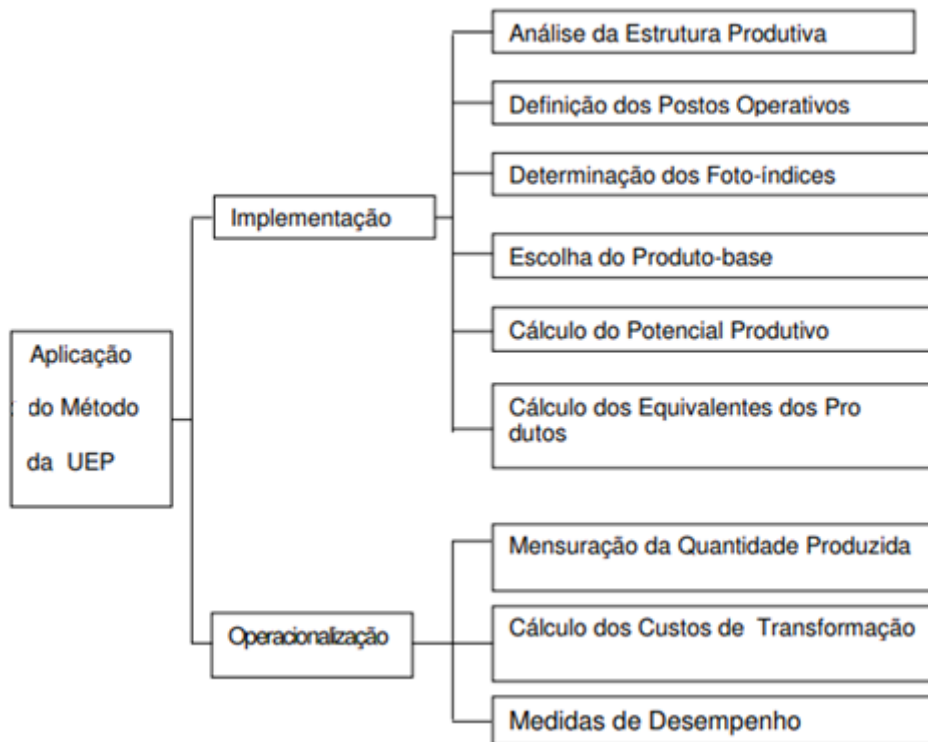 Aplicação
do Método
da UEP
Implementação
Análise da Estrutura Produtiva
Definição dos Postos Operativos
Determinação dos Foto-índices
Escolha do Produto-base
Cálculo do Potencial Produtivo
Cálculo dos Equivalentes dos Pro
dutos
Operacionalização
Mensuração da Quantidade Produzida
Cálculo dos Custos de Transformação
Medidas de Desempenho